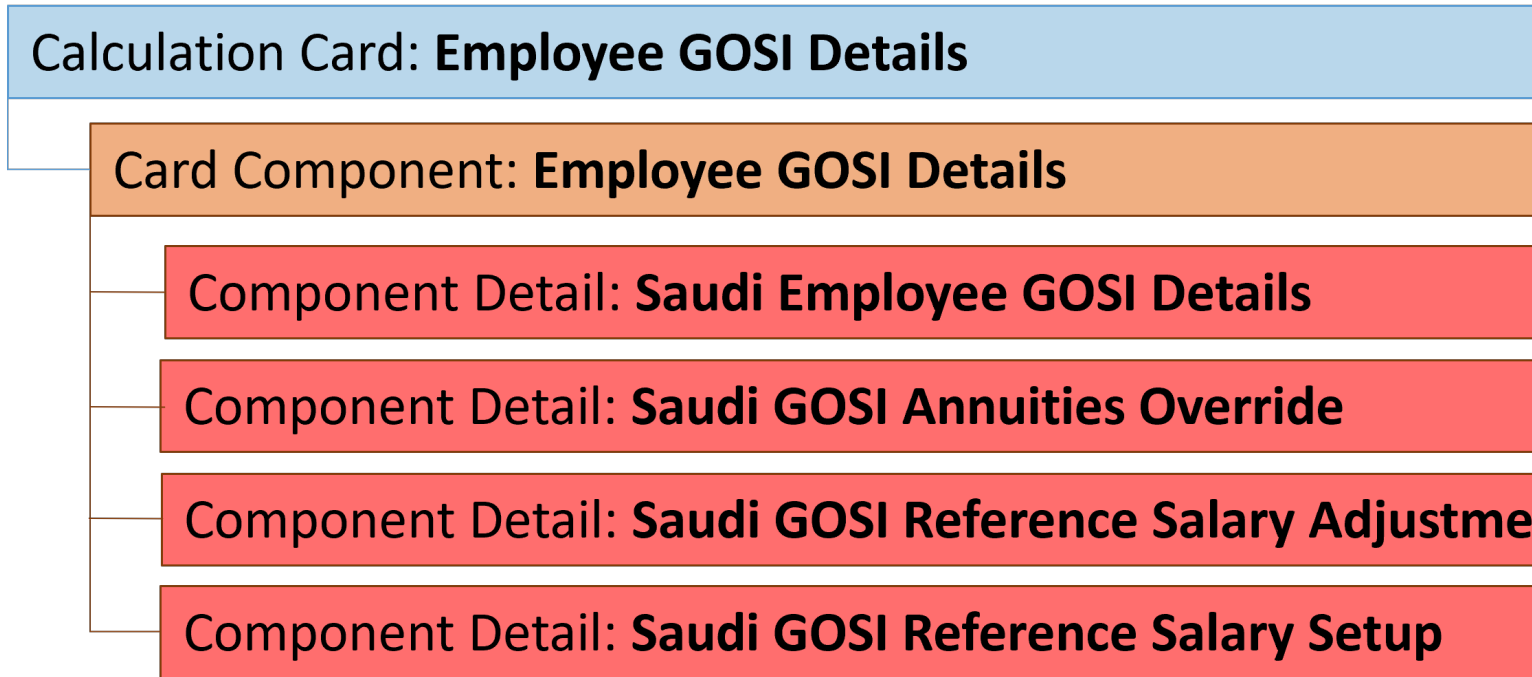 Calculation Card: Employee GOSI Details
Card Component: Employee GOSI Details
Component Detail: Saudi Employee GOSI Details
Component Detail: Saudi GOSI Annuities Override
Component Detail: Saudi GOSI Reference Salary Adjustme
Component Detail: Saudi GOSI Reference Salary Setup